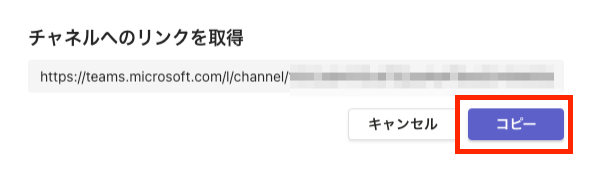 チャネルへのリンクを取得
https://teams.microsoft.com/l/channel/
キャンセル
コピー